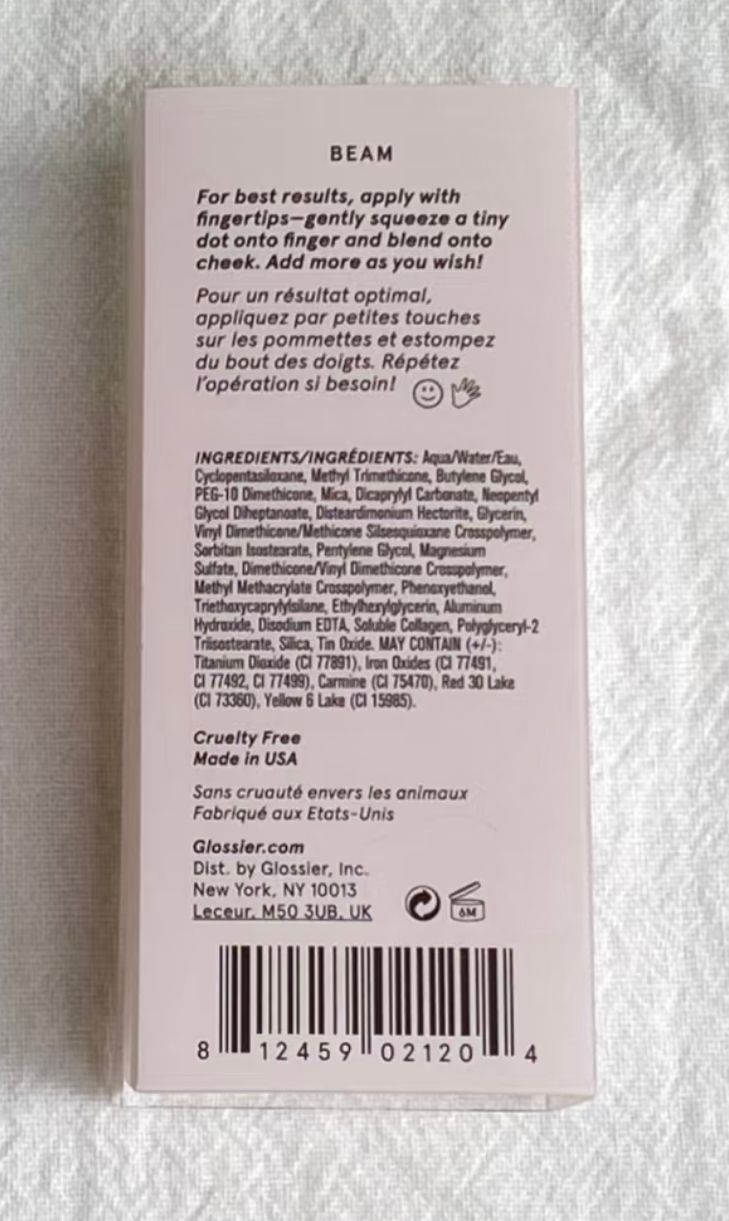 BEAM
For best results, apply with
fingertips—gently squeeze a tiny
dot onto finger and blend onto
cheek. Add more as you wish!
Pour un résultat optimal,
appliquez par petites touches
sur les pommettes et estompez
du bout des doigts. Répétez
l'opération si besoin!
INGREDIENTS/INGRÉDIENTS: Aqua/Water/Eau,
Cyclopentasiloxane, Methyl Trimethicone, Butylene Glycol,
PEG-10 Dimethicone, Mica, Dicaprylyl Carbonate, Neopentyl
Glycol Diheptanoate, Disteardimonium Hectorite, Glycerin,
Vinyl Dimethicone/Methicone Silsesquioxane Crosspolymer,
Sorbitan Isostearate, Pentylene Glycol, Magnesium
Sulfate, Dimethicone/Vinyl Dimethicone Crosspolymer,
Methyl Methacrylate Crosspolymer, Phenoxyethanol,
Triethoxycaprylylsilane, Ethylhexylglycerin, Aluminum
Hydroxide, Disodium EDTA, Soluble Collagen, Polyglyceryl-2
Triisostearate, Silica, Tin Oxide. MAY CONTAIN (+/-):
Titanium Dioxide (CI 77891), Iron Oxides (CI 77491,
CI 77492, CI 77499), Carmine (CI 75470), Red 30 Lake
(CI 73360), Yellow 6 Lake (CI 15985).
Cruelty Free
Made in USA
Sans cruauté envers les animaux
Fabriqué aux Etats-Unis
Glossier.com
Dist. by Glossier, Inc.
New York, NY 10013
Leceur, M50 3UB, UK
6M
8 12459 02120 4